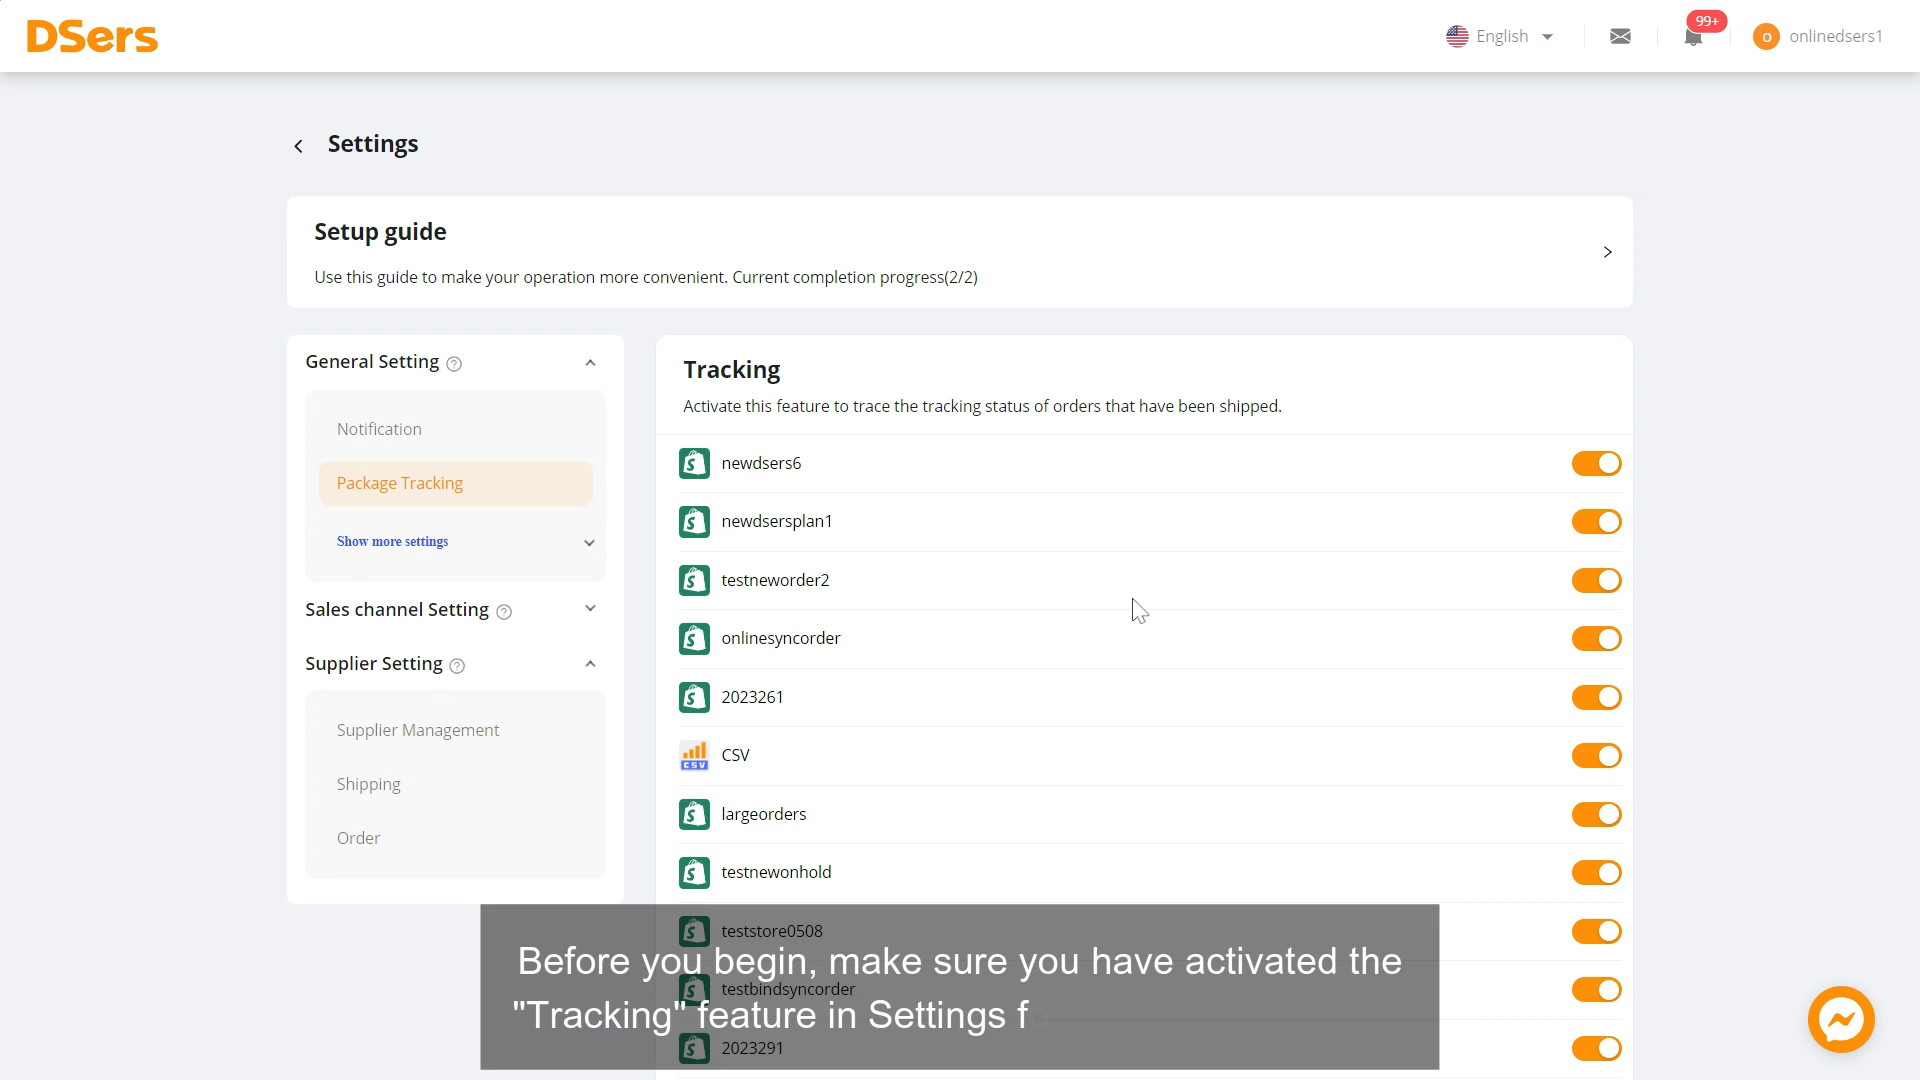 DSers
English
99+
o onlinedsers1
Settings
Setup guide
Use this guide to make your operation more convenient. Current completion progress(2/2)
General Setting
Notification
Package Tracking
Show more settings
Sales channel Setting
Supplier Setting
Supplier Management
Shipping
Order
Tracking
Activate this feature to trace the tracking status of orders that have been shipped.
newdsers6
newdsersplan1
testneworder2
onlinesyncorder
2023261
CSV CSV
largeorders
testnewonhold
teststore0508
testbindsyncorder
2023291
Before you begin, make sure you have activated the
"Tracking" feature in Settings f